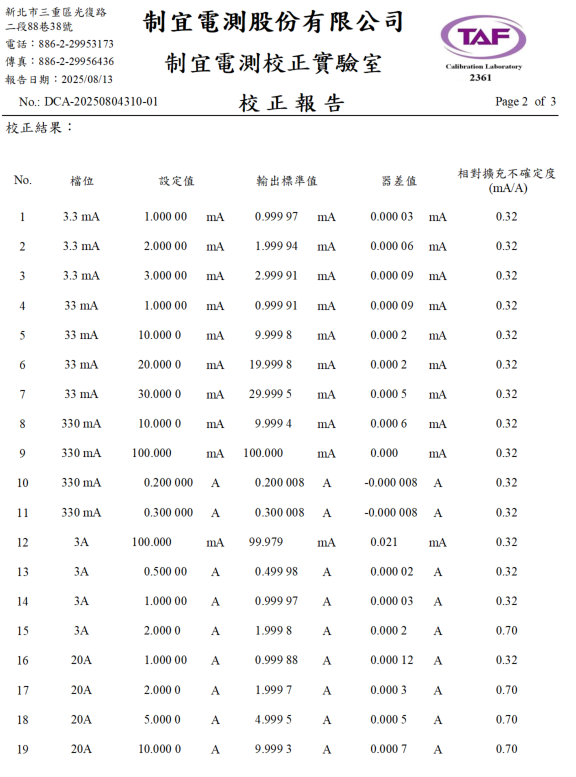 新北市三重區光復路
二段88巷38號
電話：886-2-29953173
傳真：886-2-29956436
報告日期：2025/08/13
制宜電測股份有限公司
制宜電測校正實驗室
TAF
Calibration Laboratory
2361
No.: DCA-20250804310-01
校正報告
Page 2 of 3
校正結果：
No. 檔位 設定值 輸出標準值 器差值 相對擴充不確定度
(mA/A)
1 3.3 mA 1.000 00 mA 0.999 97 mA 0.000 03 mA 0.32
2 3.3 mA 2.000 00 mA 1.999 94 mA 0.000 06 mA 0.32
3 3.3 mA 3.000 00 mA 2.999 91 mA 0.000 09 mA 0.32
4 33 mA 1.000 00 mA 0.999 91 mA 0.000 09 mA 0.32
5 33 mA 10.000 0 mA 9.999 8 mA 0.000 2 mA 0.32
6 33 mA 20.000 0 mA 19.999 8 mA 0.000 2 mA 0.32
7 33 mA 30.000 0 mA 29.999 5 mA 0.000 5 mA 0.32
8 330 mA 10.000 0 mA 9.999 4 mA 0.000 6 mA 0.32
9 330 mA 100.000 mA 100.000 mA 0.000 mA 0.32
10 330 mA 0.200 000 A 0.200 008 A -0.000 008 A 0.32
11 330 mA 0.300 000 A 0.300 008 A -0.000 008 A 0.32
12 3A 100.000 mA 99.979 mA 0.021 mA 0.32
13 3A 0.500 00 A 0.499 98 A 0.000 02 A 0.32
14 3A 1.000 00 A 0.999 97 A 0.000 03 A 0.32
15 3A 2.000 0 A 1.999 8 A 0.000 2 A 0.70
16 20A 1.000 00 A 0.999 88 A 0.000 12 A 0.32
17 20A 2.000 0 A 1.999 7 A 0.000 3 A 0.70
18 20A 5.000 0 A 4.999 5 A 0.000 5 A 0.70
19 20A 10.000 0 A 9.999 3 A 0.000 7 A 0.70